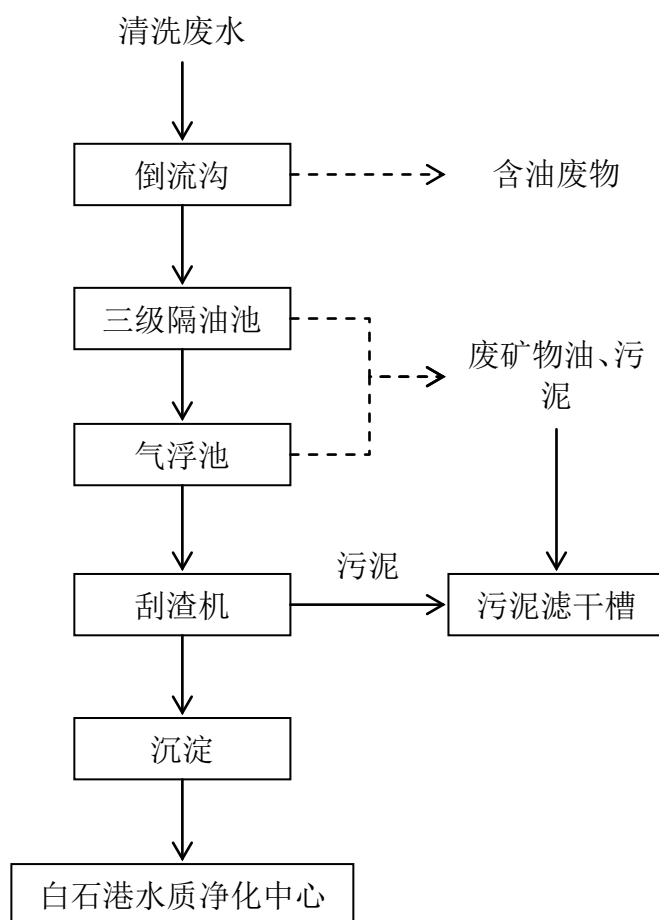 清洗废水
倒流沟
含油废物
三级隔油池
废矿物油、污
泥
气浮池
污泥
刮渣机
污泥滤干槽
沉淀
白石港水质净化中心